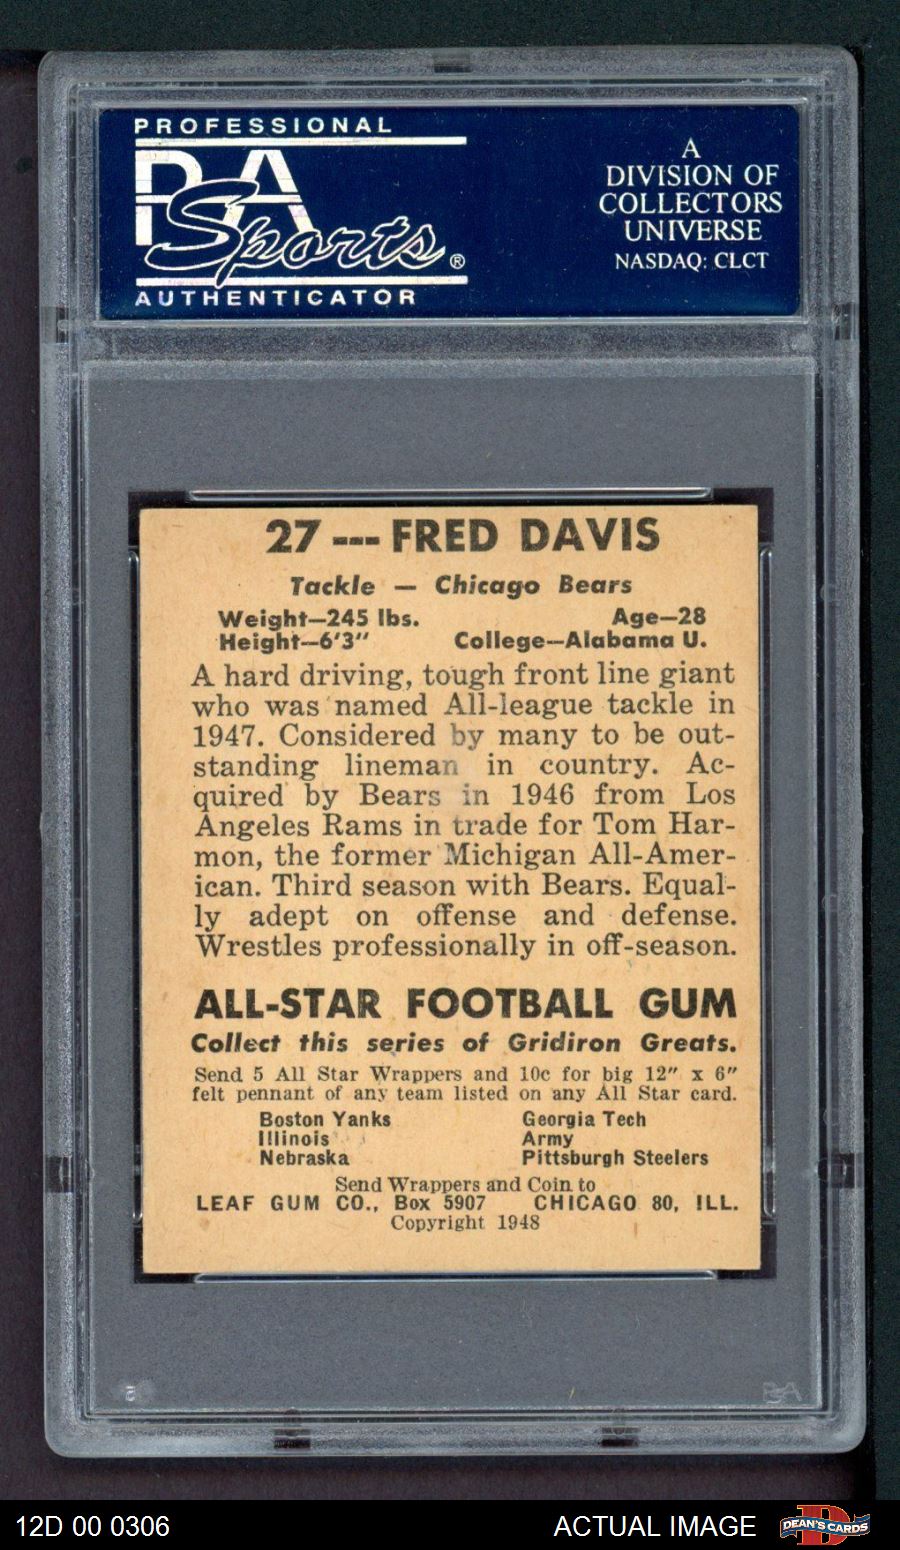 PROFESSIONAL
PSA
Sports®
AUTHENTICATOR
A
DIVISION OF
COLLECTORS
UNIVERSE
NASDAQ: CLCT
27 --- FRED DAVIS
Tackle — Chicago Bears
Weight—245 lbs. Age—28
Height—6'3" College—Alabama U.
A hard driving, tough front line giant
who was named All-league tackle in
1947. Considered by many to be out-
standing lineman in country. Ac-
quired by Bears in 1946 from Los
Angeles Rams in trade for Tom Har-
mon, the former Michigan All-Amer-
ican. Third season with Bears. Equal-
ly adept on offense and defense.
Wrestles professionally in off-season.
ALL-STAR FOOTBALL GUM
Collect this series of Gridiron Greats.
Send 5 All Star Wrappers and 10c for big 12" x 6"
felt pennant of any team listed on any All Star card.
Boston Yanks Georgia Tech
Illinois Army
Nebraska Pittsburgh Steelers
Send Wrappers and Coin to
LEAF GUM CO., Box 5907 CHICAGO 80, ILL.
Copyright 1948
PSA
12D 00 0306 ACTUAL IMAGE DEAN'S CARDS